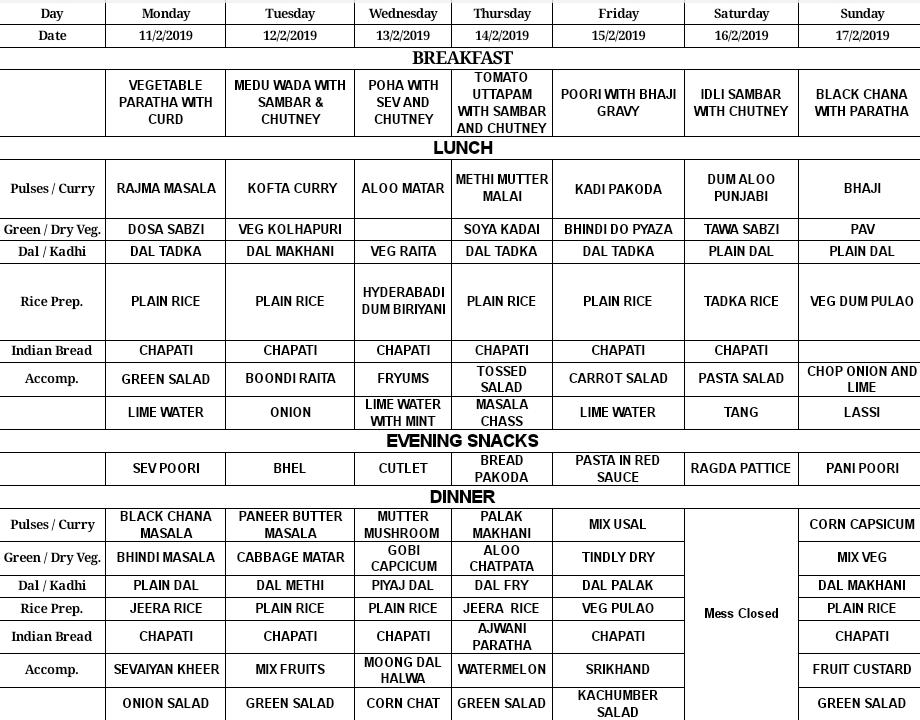 Day Monday Tuesday Wednesday Thursday Friday Saturday Sunday
Date 11/2/2019 12/2/2019 13/2/2019 14/2/2019 15/2/2019 16/2/2019 17/2/2019
BREAKFAST
VEGETABLE PARATHA WITH CURD MEDU WADA WITH SAMBAR & CHUTNEY POHA WITH SEV AND CHUTNEY TOMATO UTTAPAM WITH SAMBAR AND CHUTNEY POORI WITH BHAJI GRAVY IDLI SAMBAR WITH CHUTNEY BLACK CHANA WITH PARATHA
LUNCH
Pulses / Curry RAJMA MASALA KOFTA CURRY ALOO MATAR METHI MUTTER MALAI KADI PAKODA DUM ALOO PUNJABI BHAJI
Green / Dry Veg. DOSA SABZI VEG KOLHAPURI SOYA KADAI BHINDI DO PYAZA TAWA SABZI PAV
Dal / Kadhi DAL TADKA DAL MAKHANI VEG RAITA DAL TADKA DAL TADKA PLAIN DAL PLAIN DAL
Rice Prep. PLAIN RICE PLAIN RICE HYDERABADI DUM BIRIYANI PLAIN RICE PLAIN RICE TADKA RICE VEG DUM PULAO
Indian Bread CHAPATI CHAPATI CHAPATI CHAPATI CHAPATI CHAPATI
Accomp. GREEN SALAD BOONDI RAITA FRYUMS TOSSED SALAD CARROT SALAD PASTA SALAD CHOP ONION AND LIME
LIME WATER ONION LIME WATER WITH MINT MASALA CHASS LIME WATER TANG LASSI
EVENING SNACKS
SEV POORI BHEL CUTLET BREAD PAKODA PASTA IN RED SAUCE RAGDA PATTICE PANI POORI
DINNER
Pulses / Curry BLACK CHANA MASALA PANEER BUTTER MASALA MUTTER MUSHROOM PALAK MAKHANI MIX USAL CORN CAPSICUM
Green / Dry Veg. BHINDI MASALA CABBAGE MATAR GOBI CAPCICUM ALOO CHATPATA TINDLY DRY MIX VEG
Dal / Kadhi PLAIN DAL DAL METHI PIYAJ DAL DAL FRY DAL PALAK DAL MAKHANI
Rice Prep. JEERA RICE PLAIN RICE PLAIN RICE JEERA RICE VEG PULAO Mess Closed PLAIN RICE
Indian Bread CHAPATI CHAPATI CHAPATI AJWANI PARATHA CHAPATI CHAPATI
Accomp. SEVAIYAN KHEER MIX FRUITS MOONG DAL HALWA WATERMELON SRIKHAND FRUIT CUSTARD
ONION SALAD GREEN SALAD CORN CHAT GREEN SALAD KACHUMBER SALAD GREEN SALAD